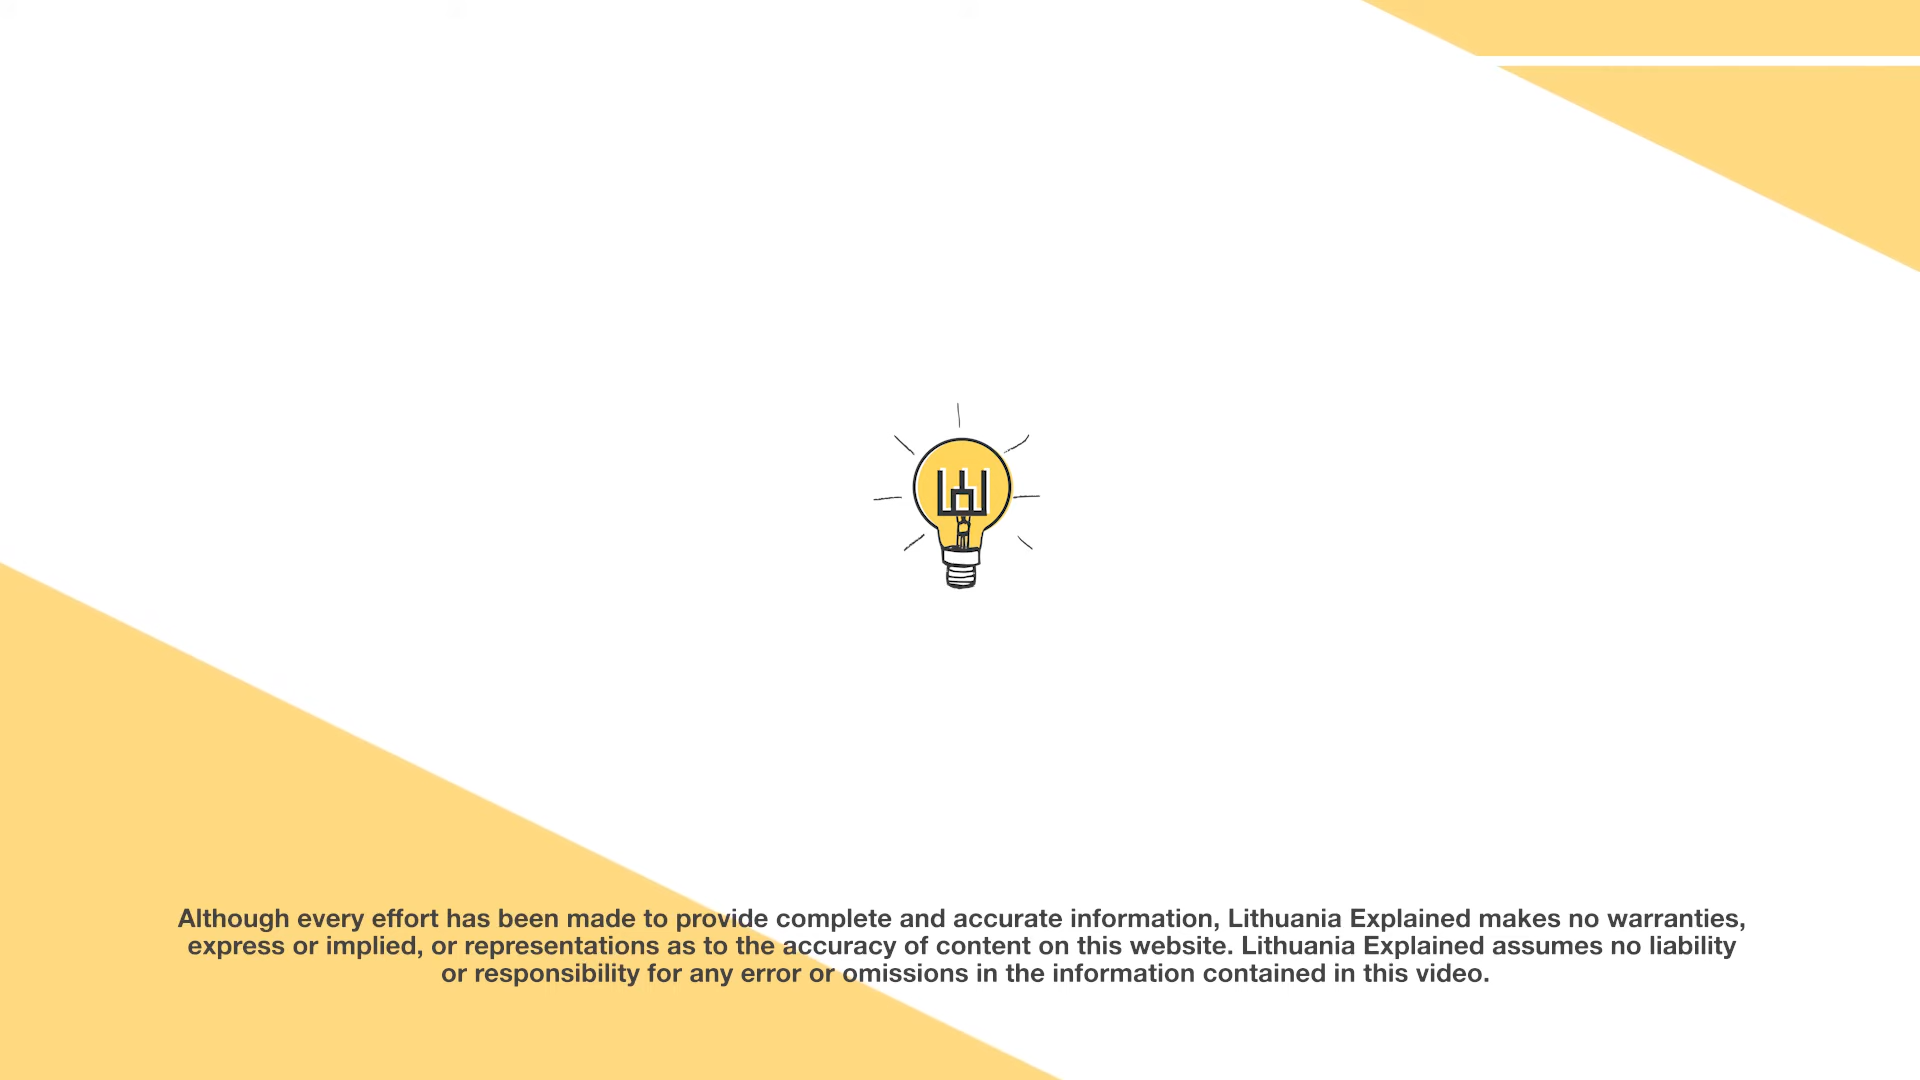 Although every effort has been made to provide complete and accurate information, Lithuania Explained makes no warranties,
express or implied, or representations as to the accuracy of content on this website. Lithuania Explained assumes no liability
or responsibility for any error or omissions in the information contained in this video.